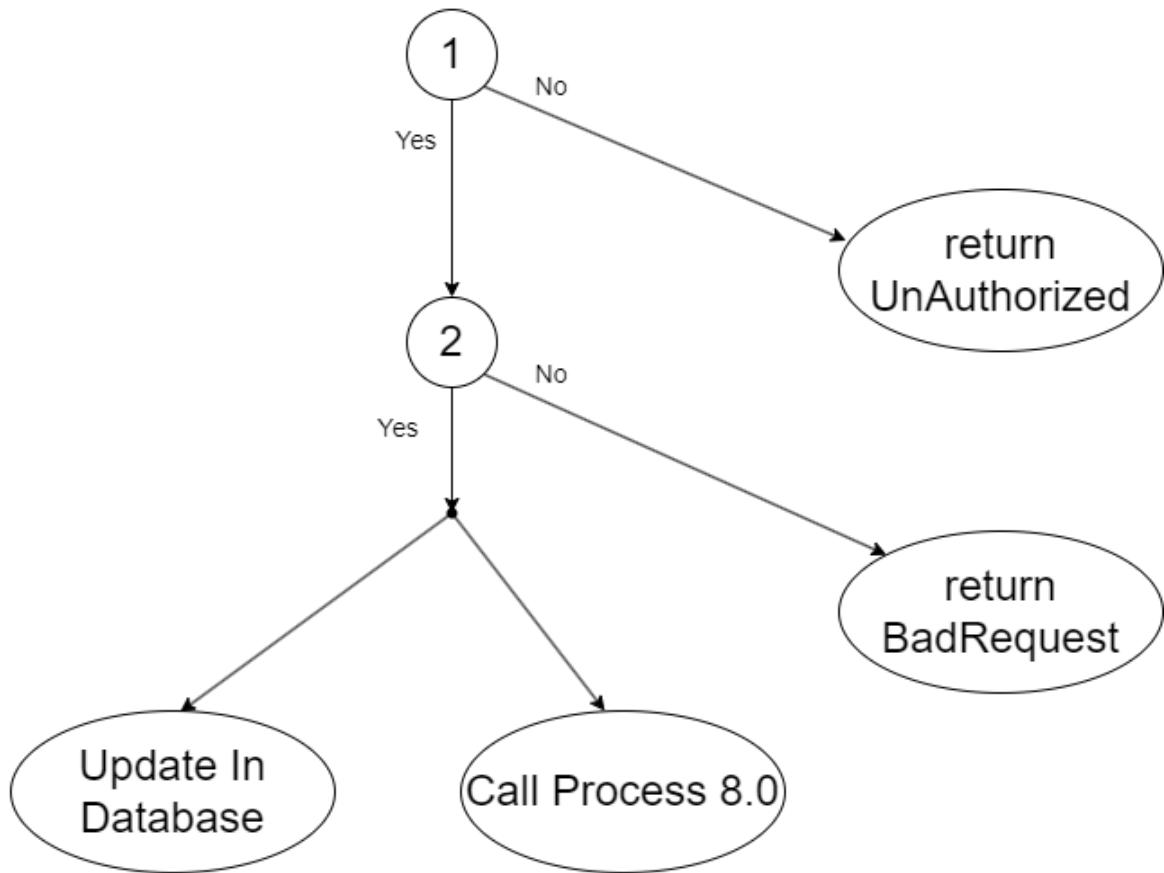 1
No
Yes
return
UnAuthorized
2
No
Yes
return
BadRequest
Update In
Database
Call Process 8.0